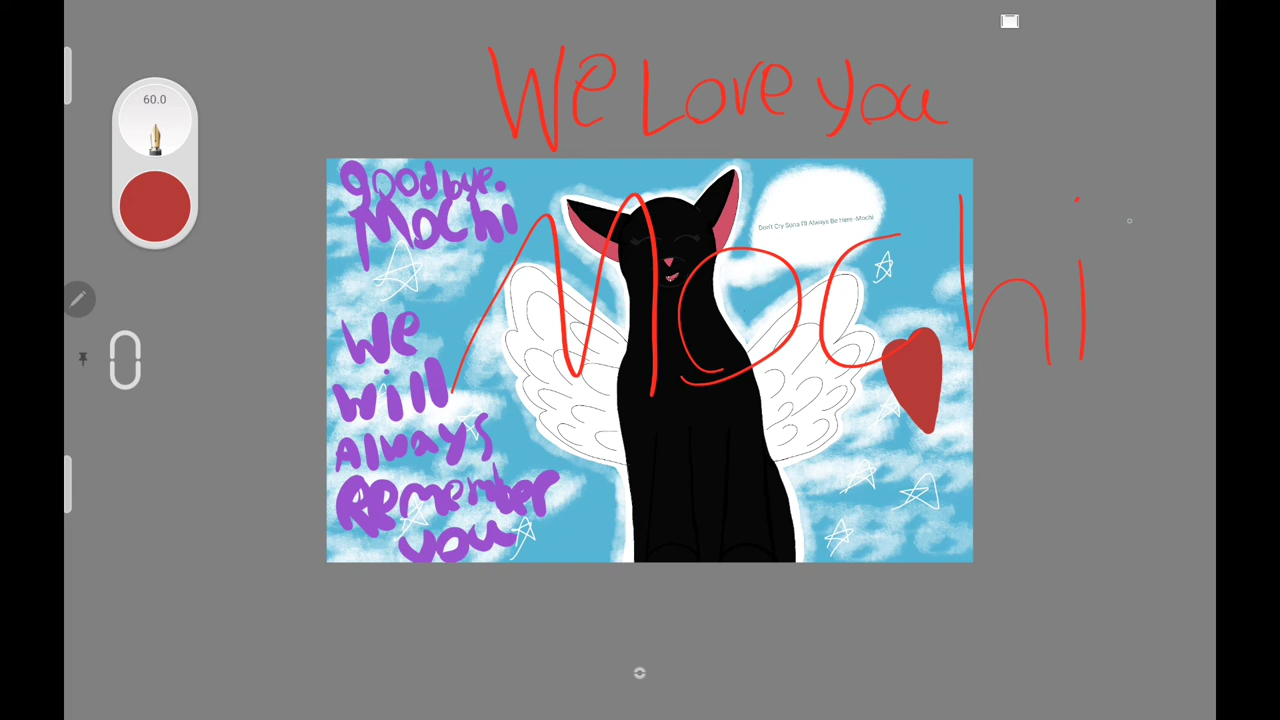 60.0
We Love You
Mochi
goodbye.
Mochi
We
will
Always
Remember
you
Don't Cry Sona I'll Always Be Here -Mochi